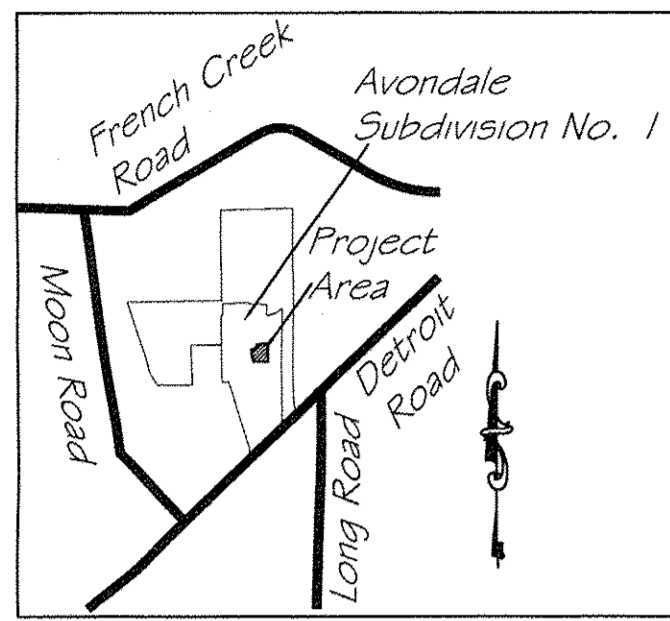 French Creek
Road
Avondale
Subdivision No. 1
Project
Area
Moon Road
Detroit
Road
Long Road